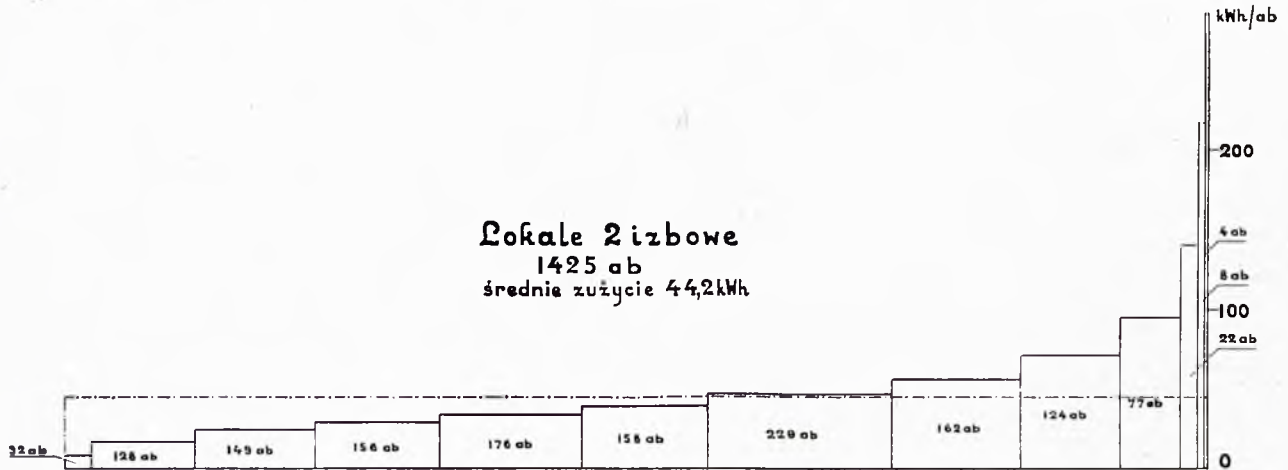 kWh/ab
200
Lokale 2 izbowe
1425 ab
średnie zużycie 44,2kWh
4 ab
8 ab
100
22 ab
32 ab
128 ab
149 ab
156 ab
176 ab
158 ab
229 ab
162 ab
124 ab
77 ab
0